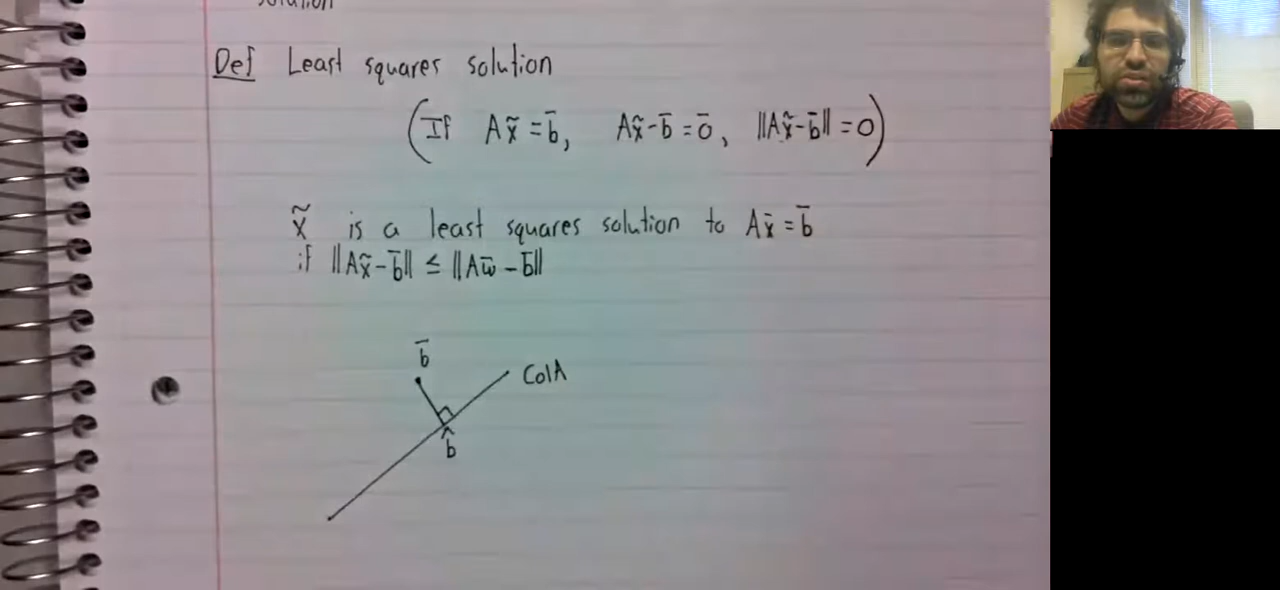 solution
Def Least squares solution
(If Ax̃ = b̄, Ax̃ - b̄ = ō, ||Ax̃ - b̄|| = 0)
x̃ is a least squares solution to Ax̄ = b̄
if ||Ax̃ - b̄|| ≤ ||Aw̄ - b̄||
b̄
ColA
b̂